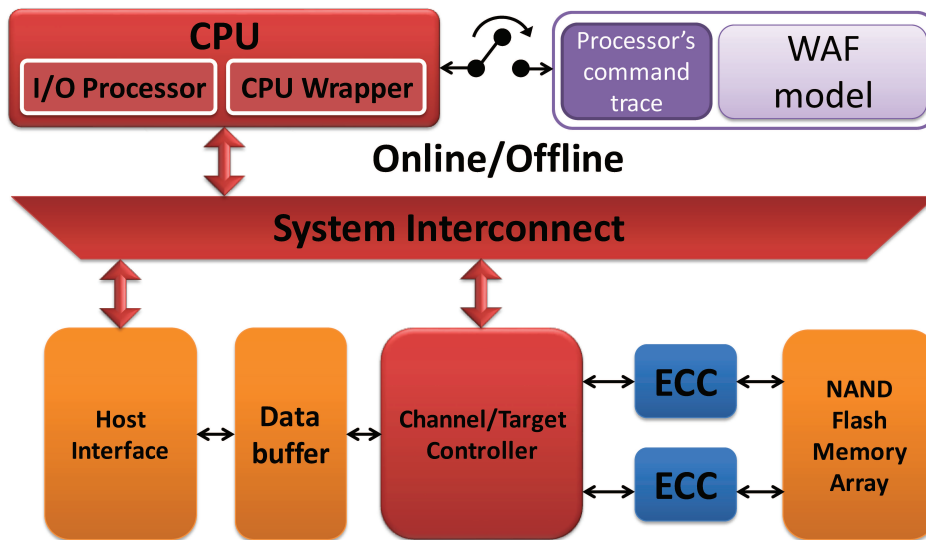 CPU
I/O Processor
CPU Wrapper
Processor's
command
trace
WAF
model
Online/Offline
System Interconnect
Host
Interface
Data
buffer
Channel/Target
Controller
ECC
ECC
NAND
Flash
Memory
Array